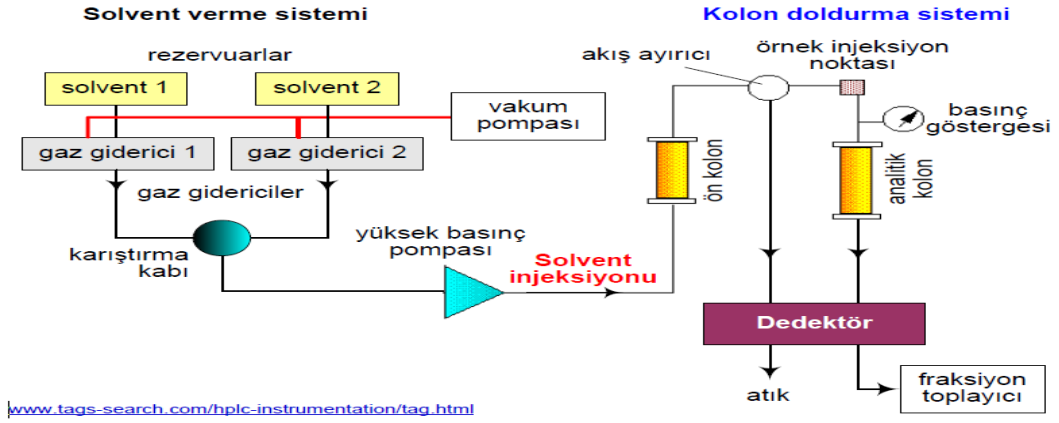 Solvent verme sistemi
Kolon doldurma sistemi
rezervuarlar
solvent 1
solvent 2
vakum
pompası
gaz giderici 1
gaz giderici 2
gaz gidericiler
karıştırma
kabı
yüksek basınç
pompası
Solvent
injeksiyonu
ön kolon
akış ayırıcı
örnek injeksiyon
noktası
basınç
göstergesi
analitik
kolon
Dedektör
atık
fraksiyon
toplayıcı
www.tags-search.com/hplc-instrumentation/tag.html